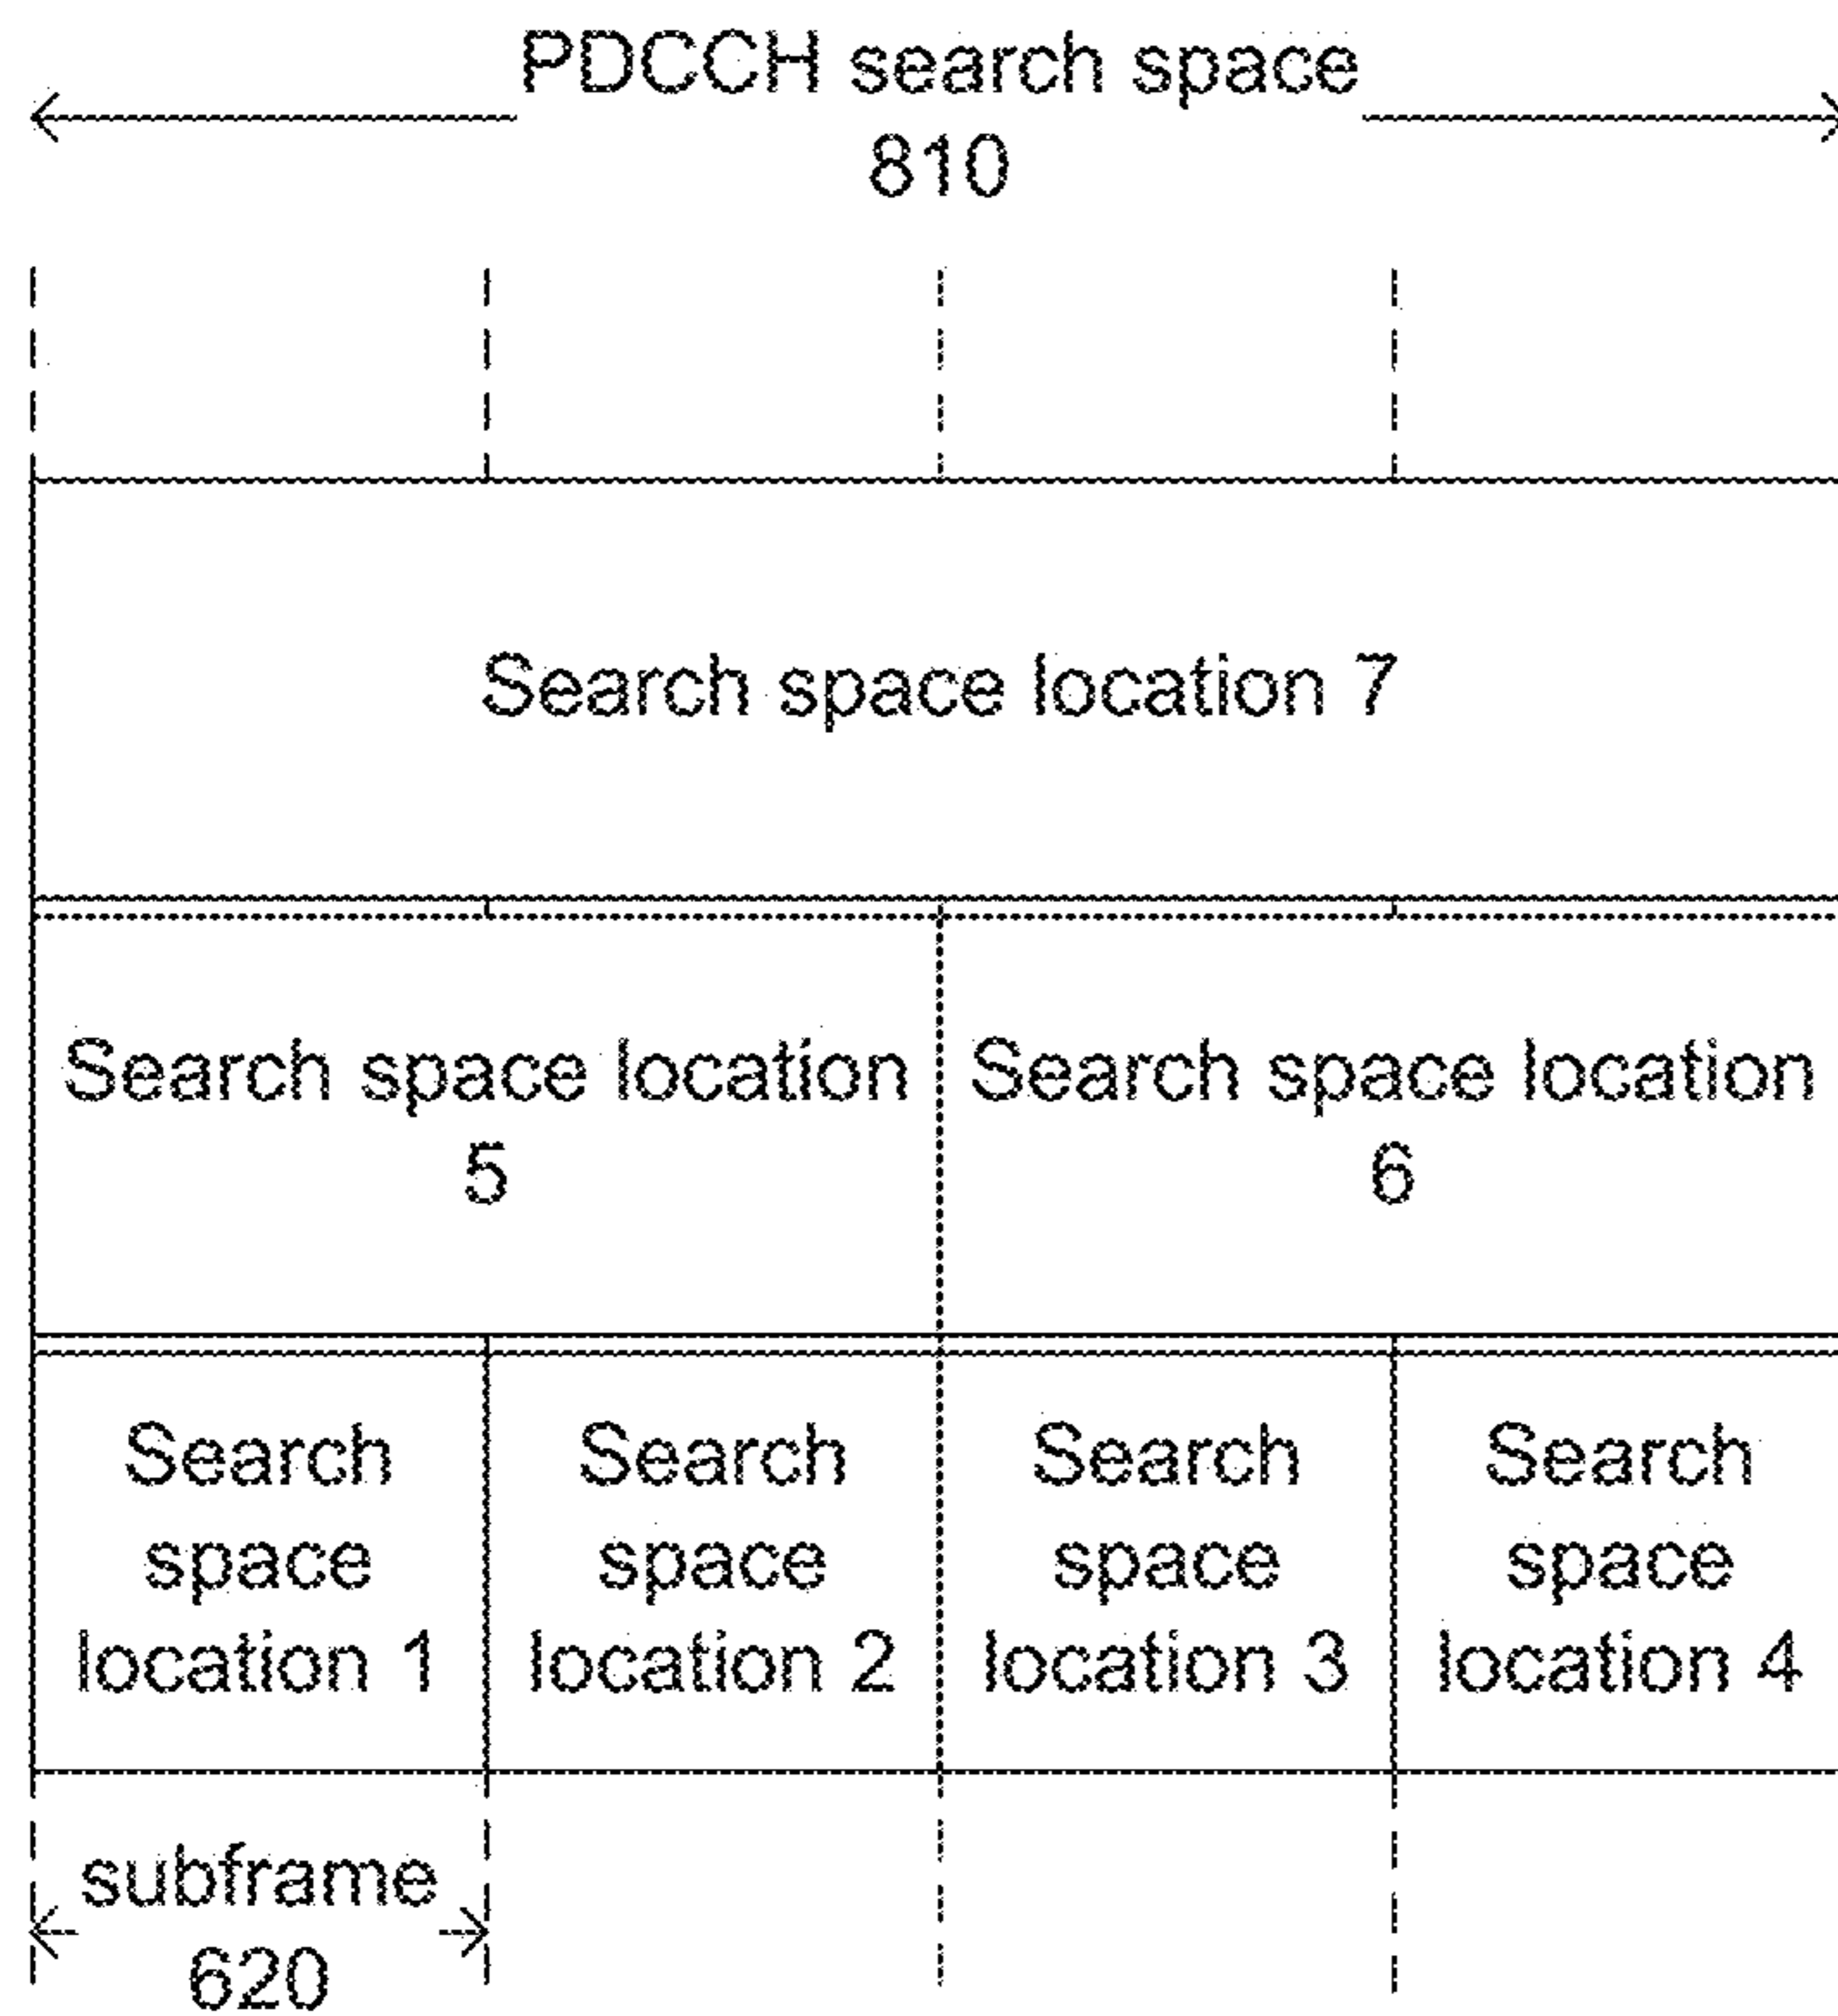 PDCCH search space
810
Search space location 7
Search space location
5
Search space location
6
Search
space
location 1
Search
space
location 2
Search
space
location 3
Search
space
location 4
subframe
620